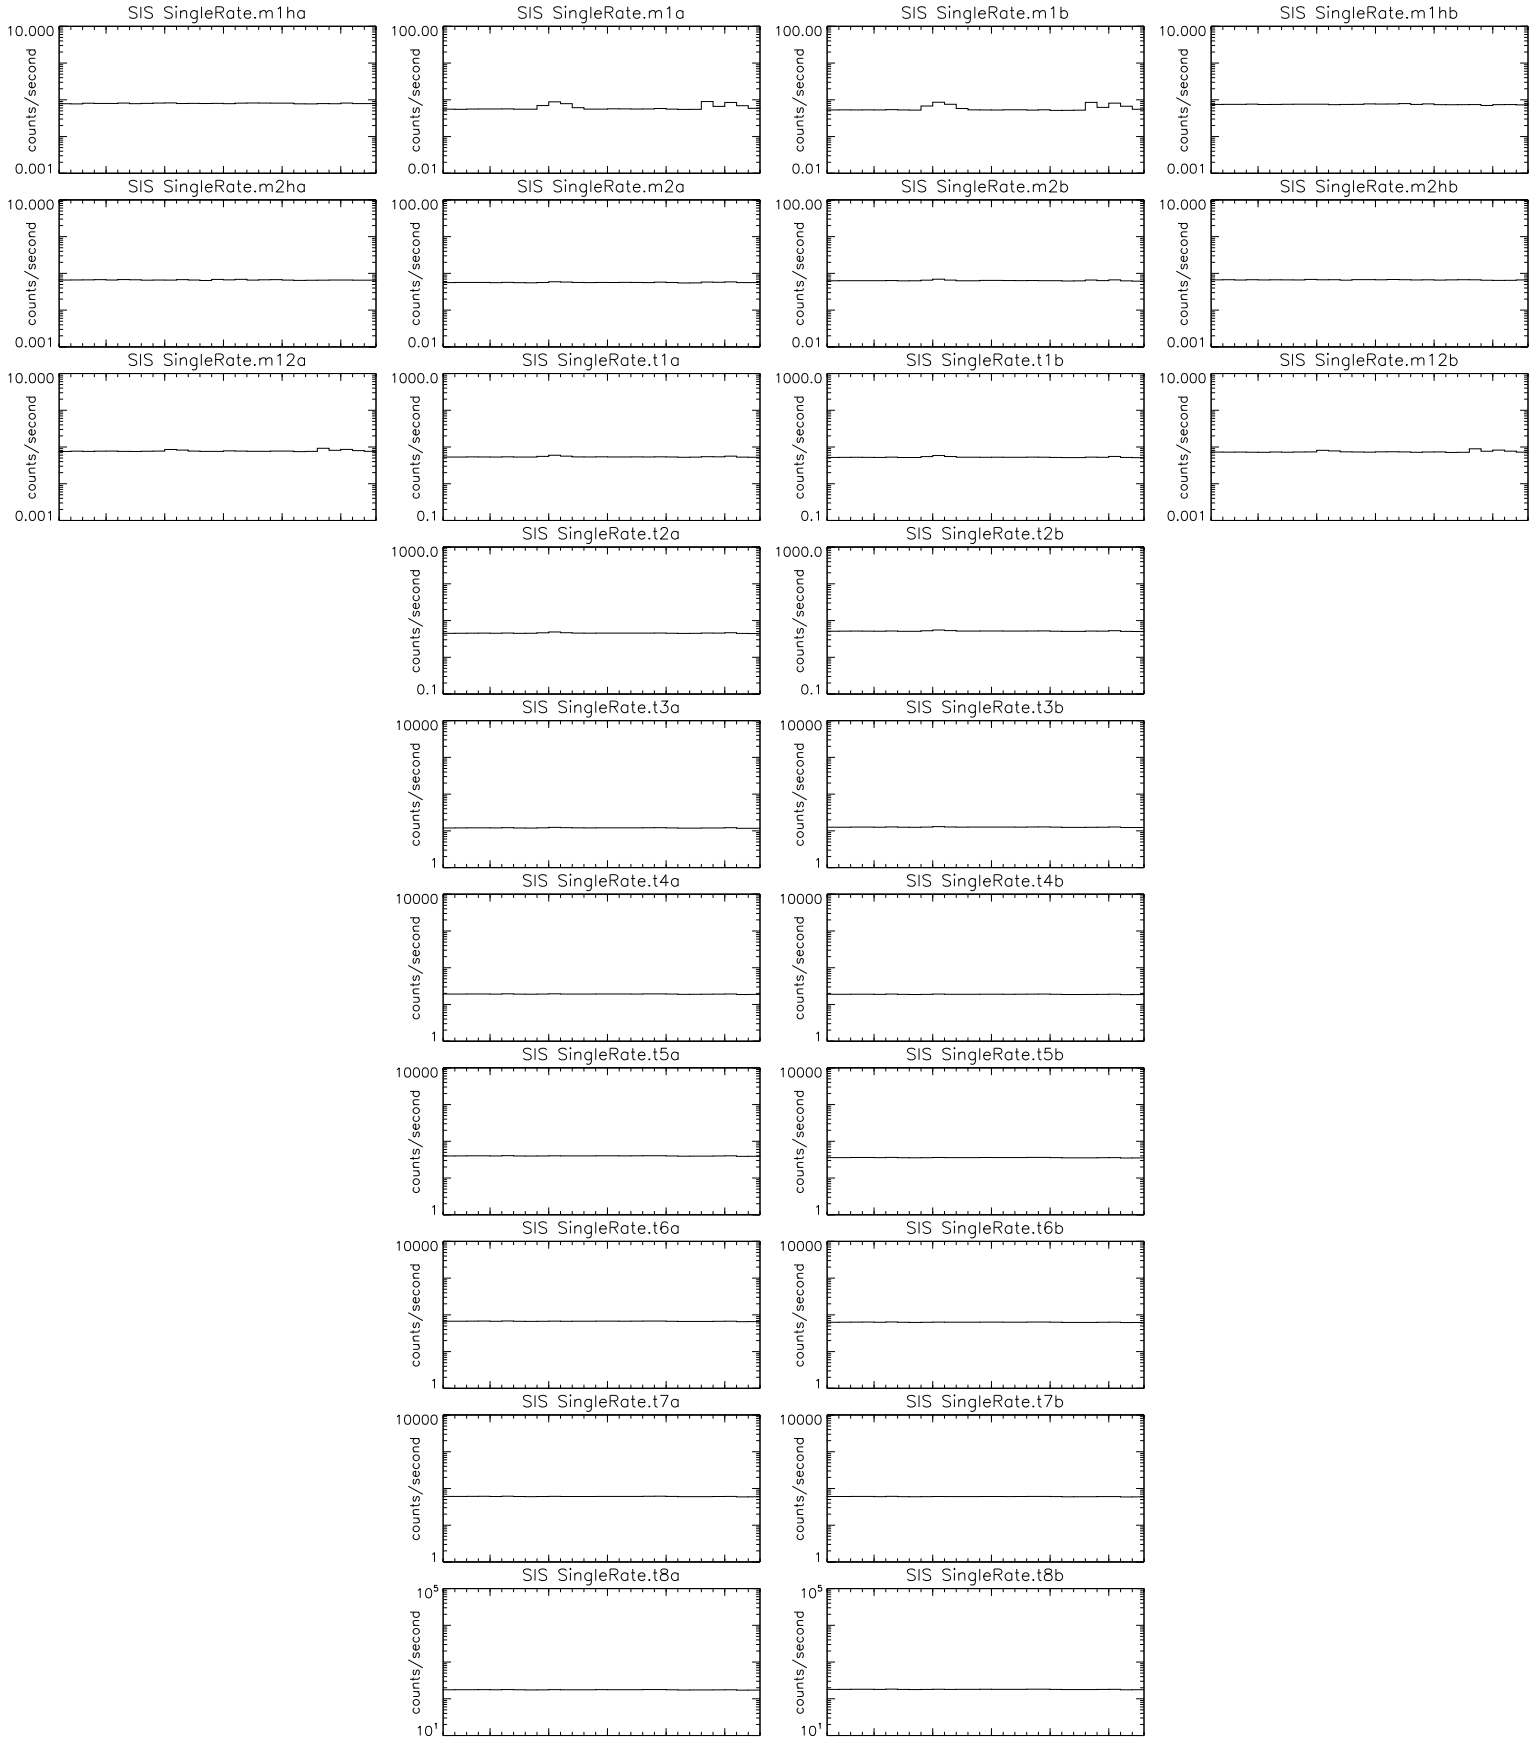 SIS SingleRate.m1ha
10.000
counts/second
0.001
SIS SingleRate.m1a
100.00
counts/second
0.01
SIS SingleRate.m1b
100.00
counts/second
0.01
SIS SingleRate.m1hb
10.000
counts/second
0.001
SIS SingleRate.m2ha
10.000
counts/second
0.001
SIS SingleRate.m2a
100.00
counts/second
0.01
SIS SingleRate.m2b
100.00
counts/second
0.01
SIS SingleRate.m2hb
10.000
counts/second
0.001
SIS SingleRate.m12a
10.000
counts/second
0.001
SIS SingleRate.t1a
1000.0
counts/second
0.1
SIS SingleRate.t1b
1000.0
counts/second
0.1
SIS SingleRate.m12b
10.000
counts/second
0.001
SIS SingleRate.t2a
1000.0
counts/second
0.1
SIS SingleRate.t2b
1000.0
counts/second
0.1
SIS SingleRate.t3a
10000
counts/second
1
SIS SingleRate.t3b
10000
counts/second
1
SIS SingleRate.t4a
10000
counts/second
1
SIS SingleRate.t4b
10000
counts/second
1
SIS SingleRate.t5a
10000
counts/second
1
SIS SingleRate.t5b
10000
counts/second
1
SIS SingleRate.t6a
10000
counts/second
1
SIS SingleRate.t6b
10000
counts/second
1
SIS SingleRate.t7a
10000
counts/second
1
SIS SingleRate.t7b
10000
counts/second
1
SIS SingleRate.t8a
10⁵
counts/second
10¹
SIS SingleRate.t8b
10⁵
counts/second
10¹